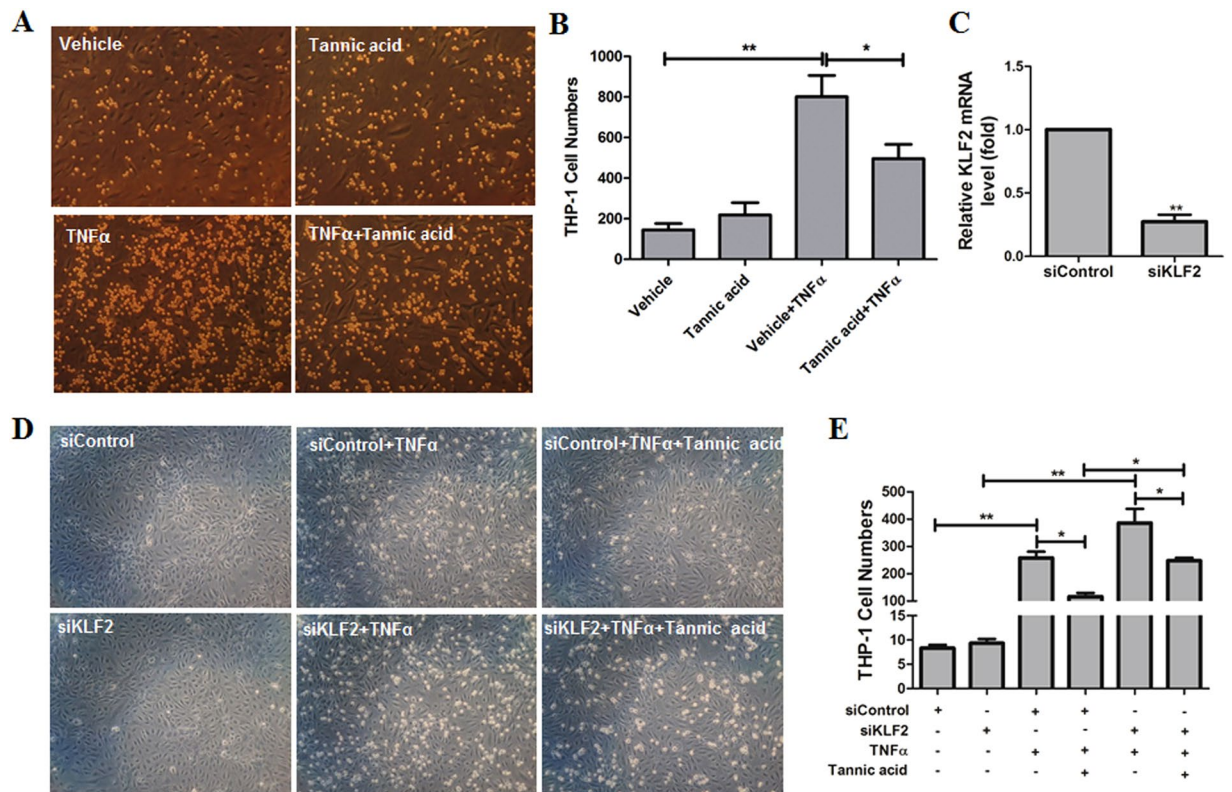 A
Vehicle
Tannic acid
TNFα
TNFα+Tannic acid
B
THP-1 Cell Numbers
1000
800
600
400
200
0
**
*
Vehicle
Tannic acid
Vehicle+TNFα
Tannic acid+TNFα
C
Relative KLF2 mRNA
level (fold)
1.5
1.0
0.5
0.0
**
siControl
siKLF2
D
siControl
siControl+TNFα
siControl+TNFα+Tannic acid
siKLF2
siKLF2+TNFα
siKLF2+TNFα+Tannic acid
E
THP-1 Cell Numbers
500
400
300
200
100
15
10
5
0
*
**
*
**
*
siControl + - + + - -
siKLF2 - + - - + +
TNFα - - + + + +
Tannic acid - - - + - +